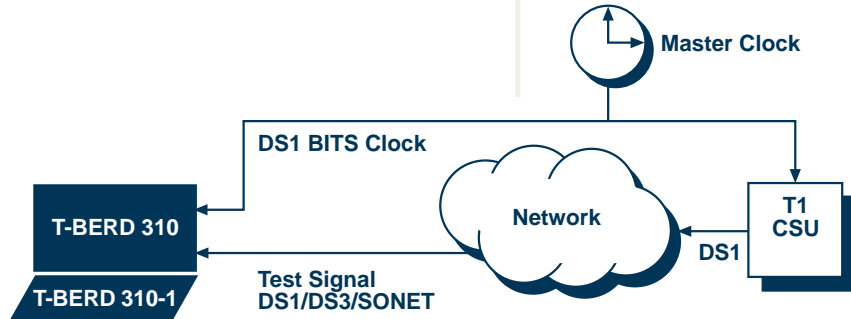 Master Clock
DS1 BITS Clock
T-BERD 310
Network
T1
CSU
DS1
Test Signal
DS1/DS3/SONET
T-BERD 310-1